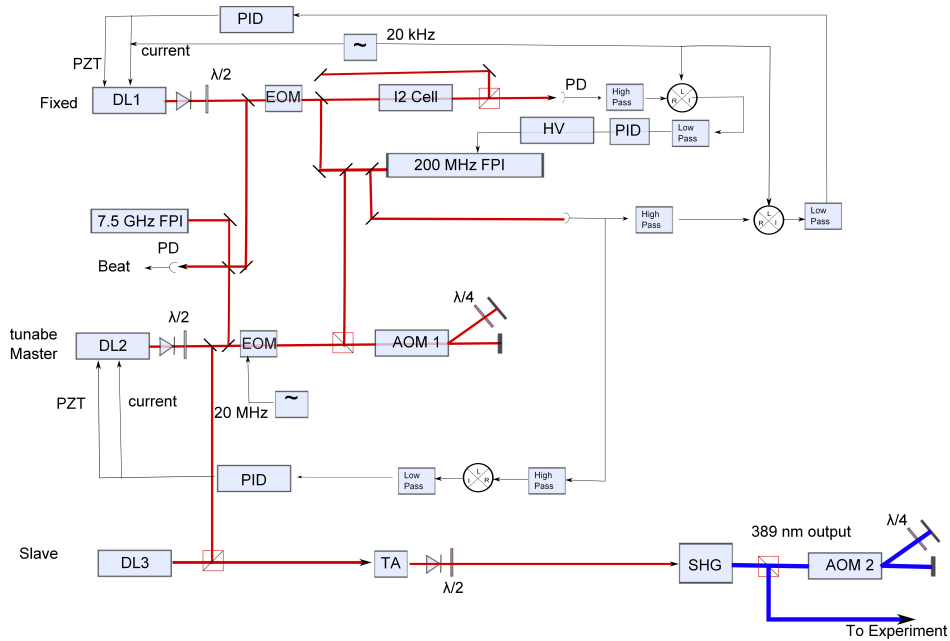 PID
~
20 kHz
current
PZT
λ/2
Fixed
DL1
EOM
I2 Cell
PD
High
Pass
L
R
I
HV
PID
Low
Pass
200 MHz FPI
7.5 GHz FPI
High
Pass
L
R
I
Low
Pass
PD
Beat
λ/4
λ/2
tunabe
Master
DL2
EOM
AOM 1
PZT
current
20 MHz
~
PID
Low
Pass
L
I
R
High
Pass
389 nm output
λ/4
Slave
DL3
TA
λ/2
SHG
AOM 2
To Experiment